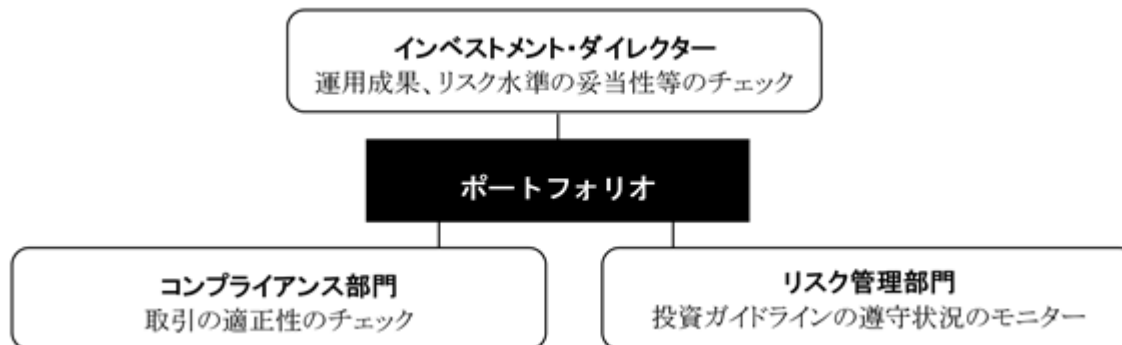 インベストメント・ダイレクター
運用成果、リスク水準の妥当性等のチェック
ポートフォリオ
コンプライアンス部門
取引の適正性のチェック
リスク管理部門
投資ガイドラインの遵守状況のモニター